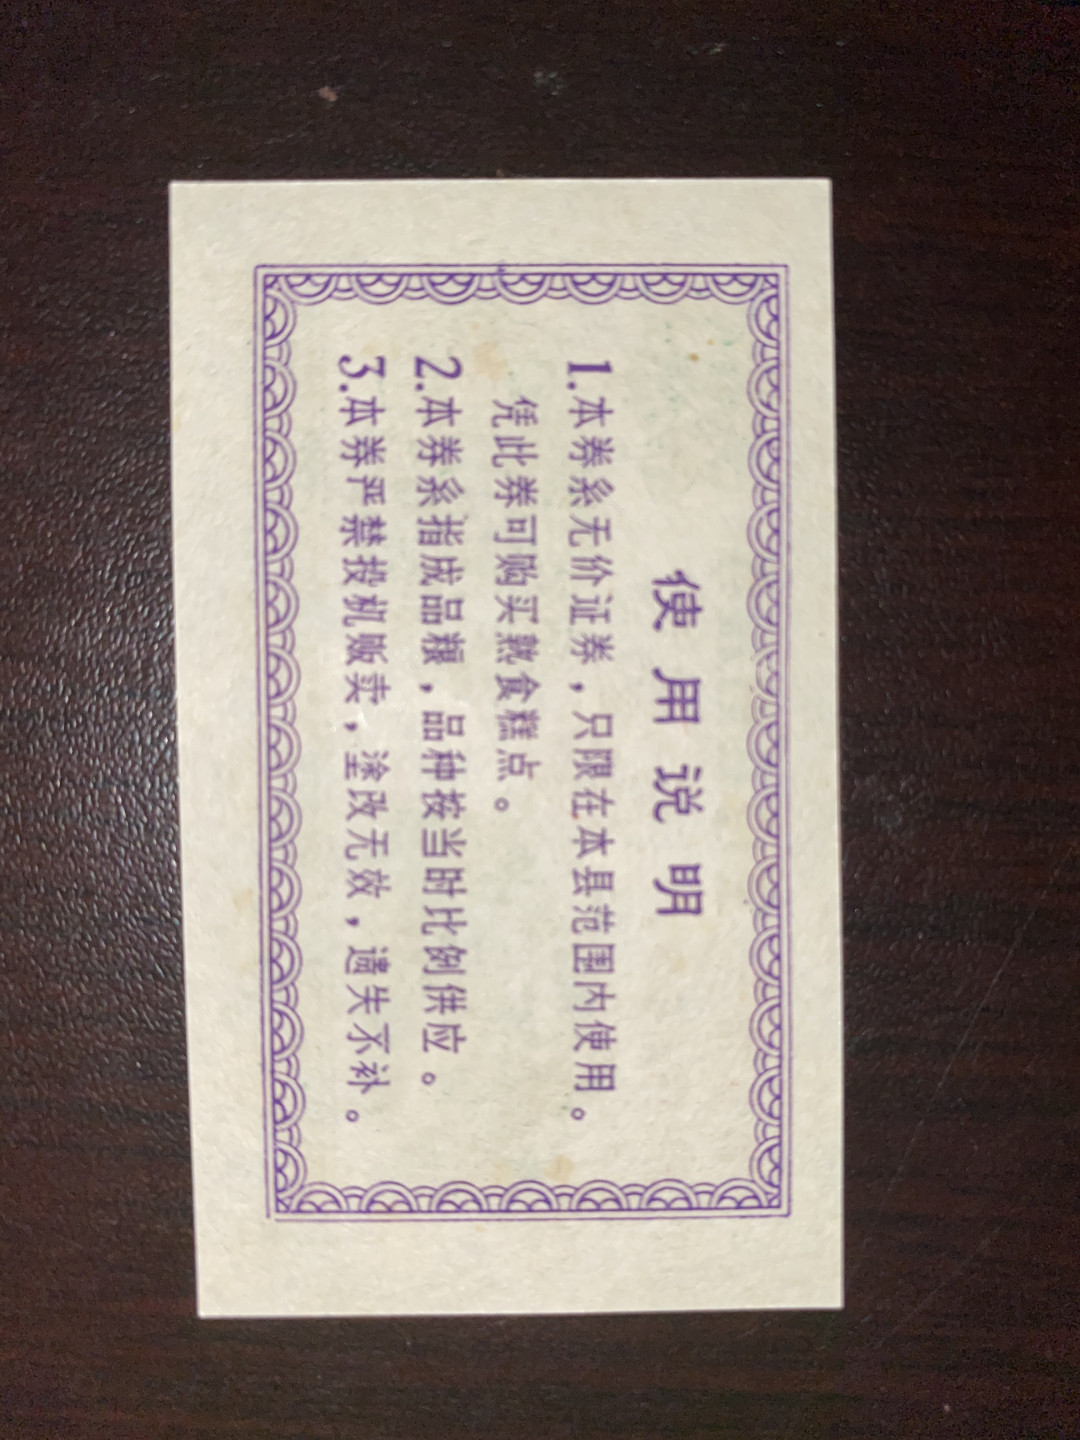 使用说明
1.本券系无价证券，只限在本县范围内使用。
凭此券可购买熟食糕点。
2.本券系指成品粮，品种按当时比例供应。
3.本券严禁投机贩卖，涂改无效，遗失不补。